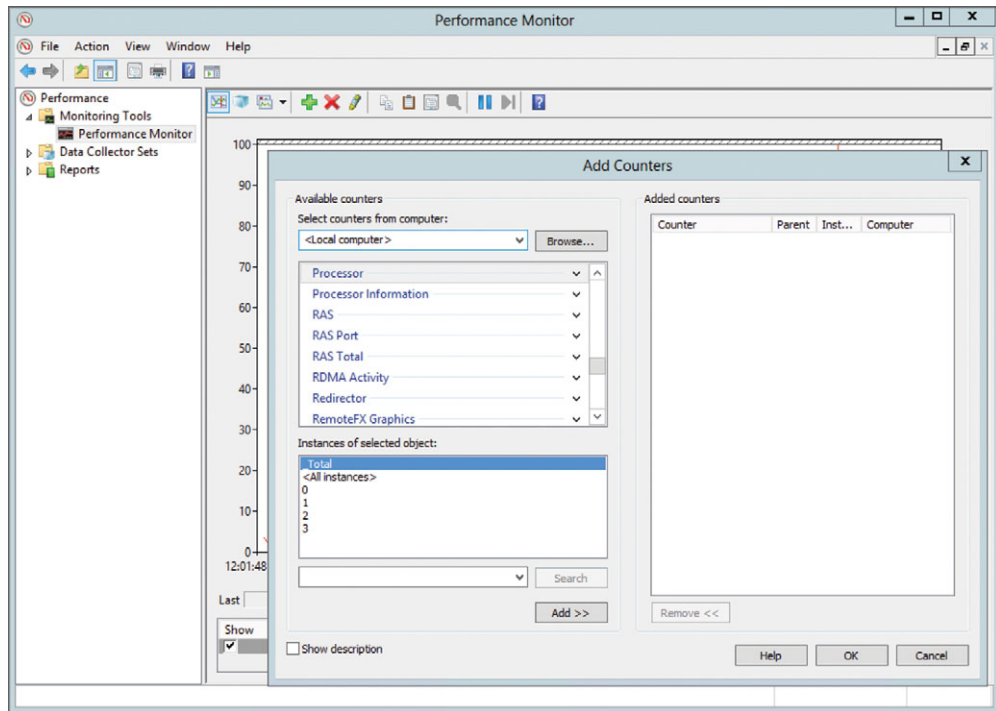 Performance Monitor
File Action View Window Help
Performance
Monitoring Tools
Performance Monitor
Data Collector Sets
Reports
100
90
80
70
60
50
40
30
20
10
0
12:01:48
Last
Show
Add Counters
Available counters
Select counters from computer:
<Local computer>
Browse...
Processor
Processor Information
RAS
RAS Port
RAS Total
RDMA Activity
Redirector
RemoteFX Graphics
Instances of selected object:
_Total
<All instances>
0
1
2
3
Search
Add >>
Show description
Added counters
Counter Parent Inst... Computer
Remove <<
Help OK Cancel